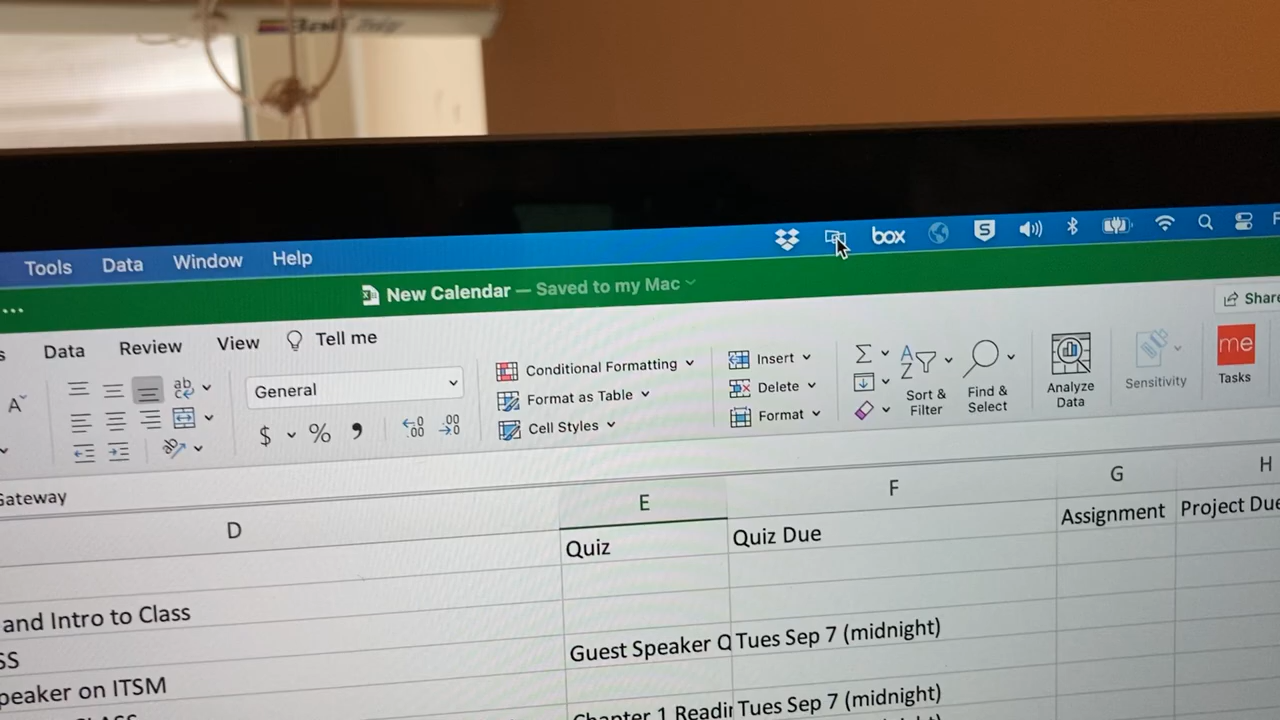 box
Tools Data Window Help
New Calendar — Saved to my Mac
Share
Data Review View Tell me
General
Conditional Formatting
Format as Table
Cell Styles
Insert
Delete
Format
Sort & Filter
Find & Select
Analyze Data
Sensitivity
me
Tasks
Gateway
D E F G H
Quiz Quiz Due Assignment Project Due
and Intro to Class
Guest Speaker Q Tues Sep 7 (midnight)
peaker on ITSM
Chapter 1 Readin Tues Sep 7 (midnight)